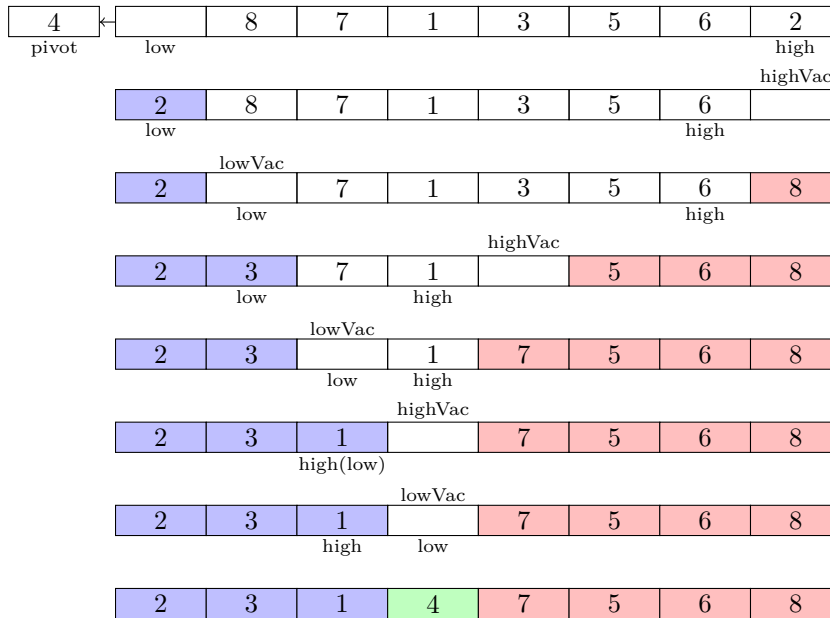 4 ← 8 7 1 3 5 6 2
pivot low high
highVac
2 8 7 1 3 5 6
low high
lowVac
2 7 1 3 5 6 8
low high
highVac
2 3 7 1 5 6 8
low high
lowVac
2 3 1 7 5 6 8
low high
highVac
2 3 1 7 5 6 8
high(low)
lowVac
2 3 1 7 5 6 8
high low
2 3 1 4 7 5 6 8